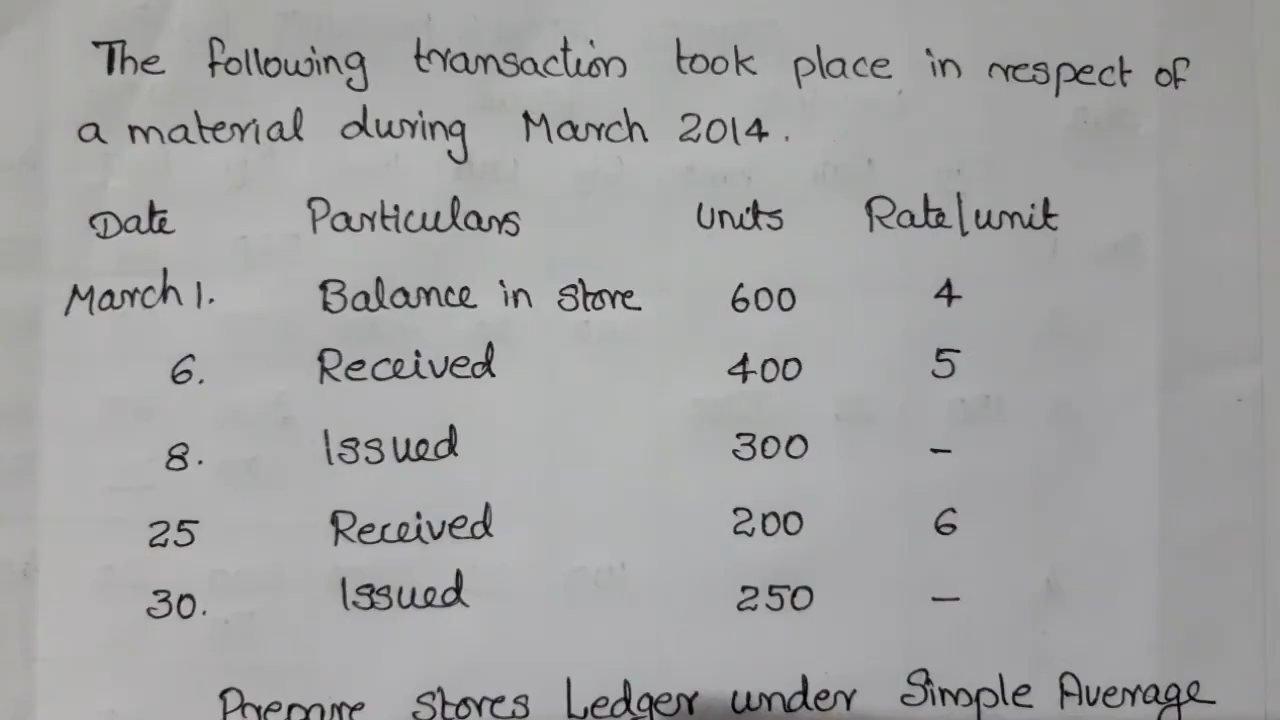 The following transaction took place in respect of
a material during March 2014.
Date Particulars Units Rate/unit
March 1. Balance in store 600 4
6. Received 400 5
8. Issued 300 -
25 Received 200 6
30. Issued 250 -
Prepare Stores Ledger under Simple Average